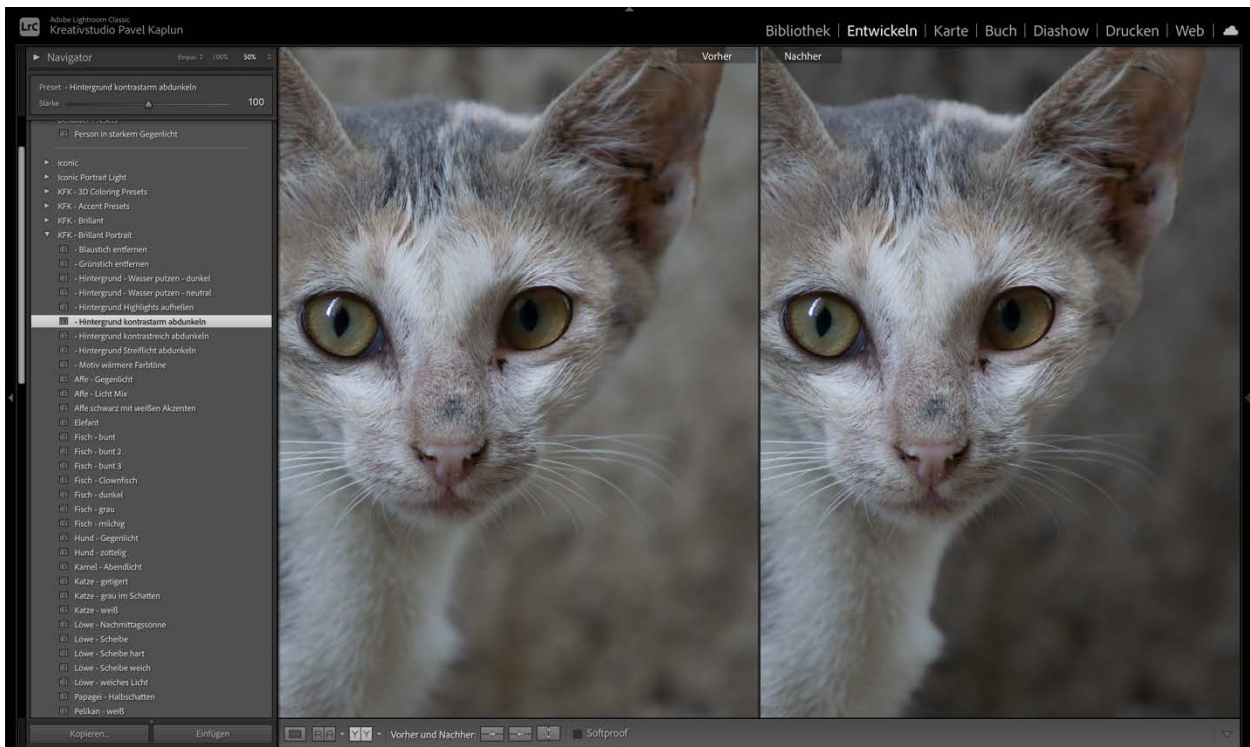 Adobe Lightroom Classic
LrC Kreativstudio Pavel Kaplun
Bibliothek | Entwickeln | Karte | Buch | Diashow | Drucken | Web |
Navigator Einpas. 100% 50%
Preset: - Hintergrund kontrastarm abdunkeln
Stärke 100
Benutzer-Presets
Person in starkem Gegenlicht
iconic
Iconic Portrait Light
KFK - 3D Coloring Presets
KFK - Accent Presets
KFK - Brillant
KFK - Brillant Portrait
- Blaustich entfernen
- Grünstich entfernen
- Hintergrund - Wasser putzen - dunkel
- Hintergrund - Wasser putzen - neutral
- Hintergrund Highlights aufhellen
- Hintergrund kontrastarm abdunkeln
- Hintergrund kontrastreich abdunkeln
- Hintergrund Streiflicht abdunkeln
- Motiv wärmere Farbtöne
Affe - Gegenlicht
Affe - Licht Mix
Affe schwarz mit weißen Akzenten
Elefant
Fisch - bunt
Fisch - bunt 2
Fisch - bunt 3
Fisch - Clownfisch
Fisch - dunkel
Fisch - grau
Fisch - milchig
Hund - Gegenlicht
Hund - zottelig
Kamel - Abendlicht
Katze - getigert
Katze - grau im Schatten
Katze - weiß
Löwe - Nachmittagssonne
Löwe - Scheibe
Löwe - Scheibe hart
Löwe - Scheibe weich
Löwe - weiches Licht
Papagei - Halbschatten
Pelikan - weiß
Kopieren... Einfügen
Vorher
Nachher
R A Y Y Vorher und Nachher: Softproof